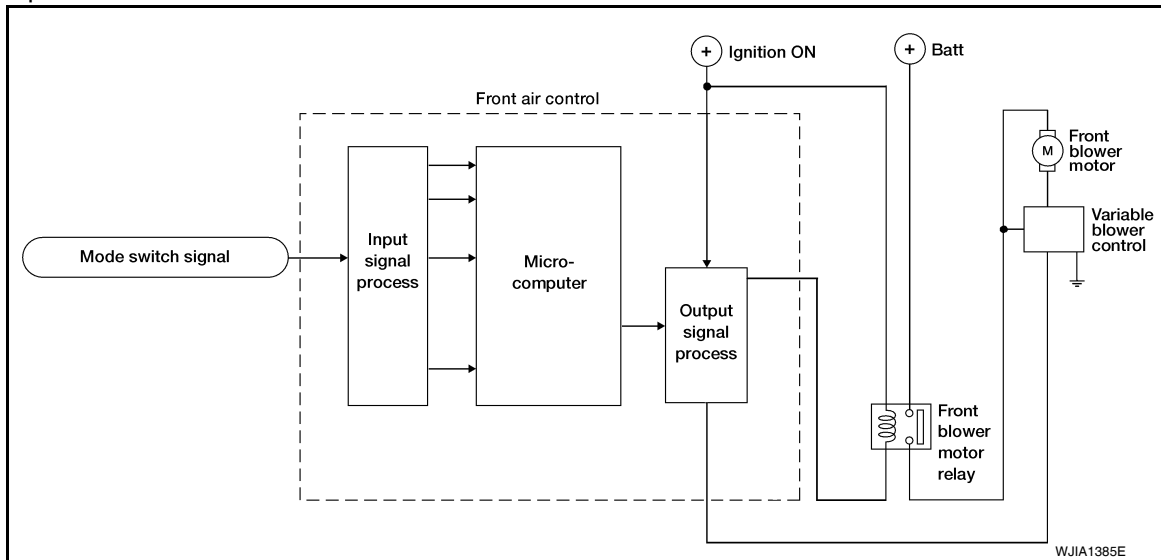 + Ignition ON
+ Batt
Front air control
Front
blower
motor
M
Variable
blower
control
Mode switch signal
Input
signal
process
Micro-
computer
Output
signal
process
Front
blower
motor
relay
WJIA1385E